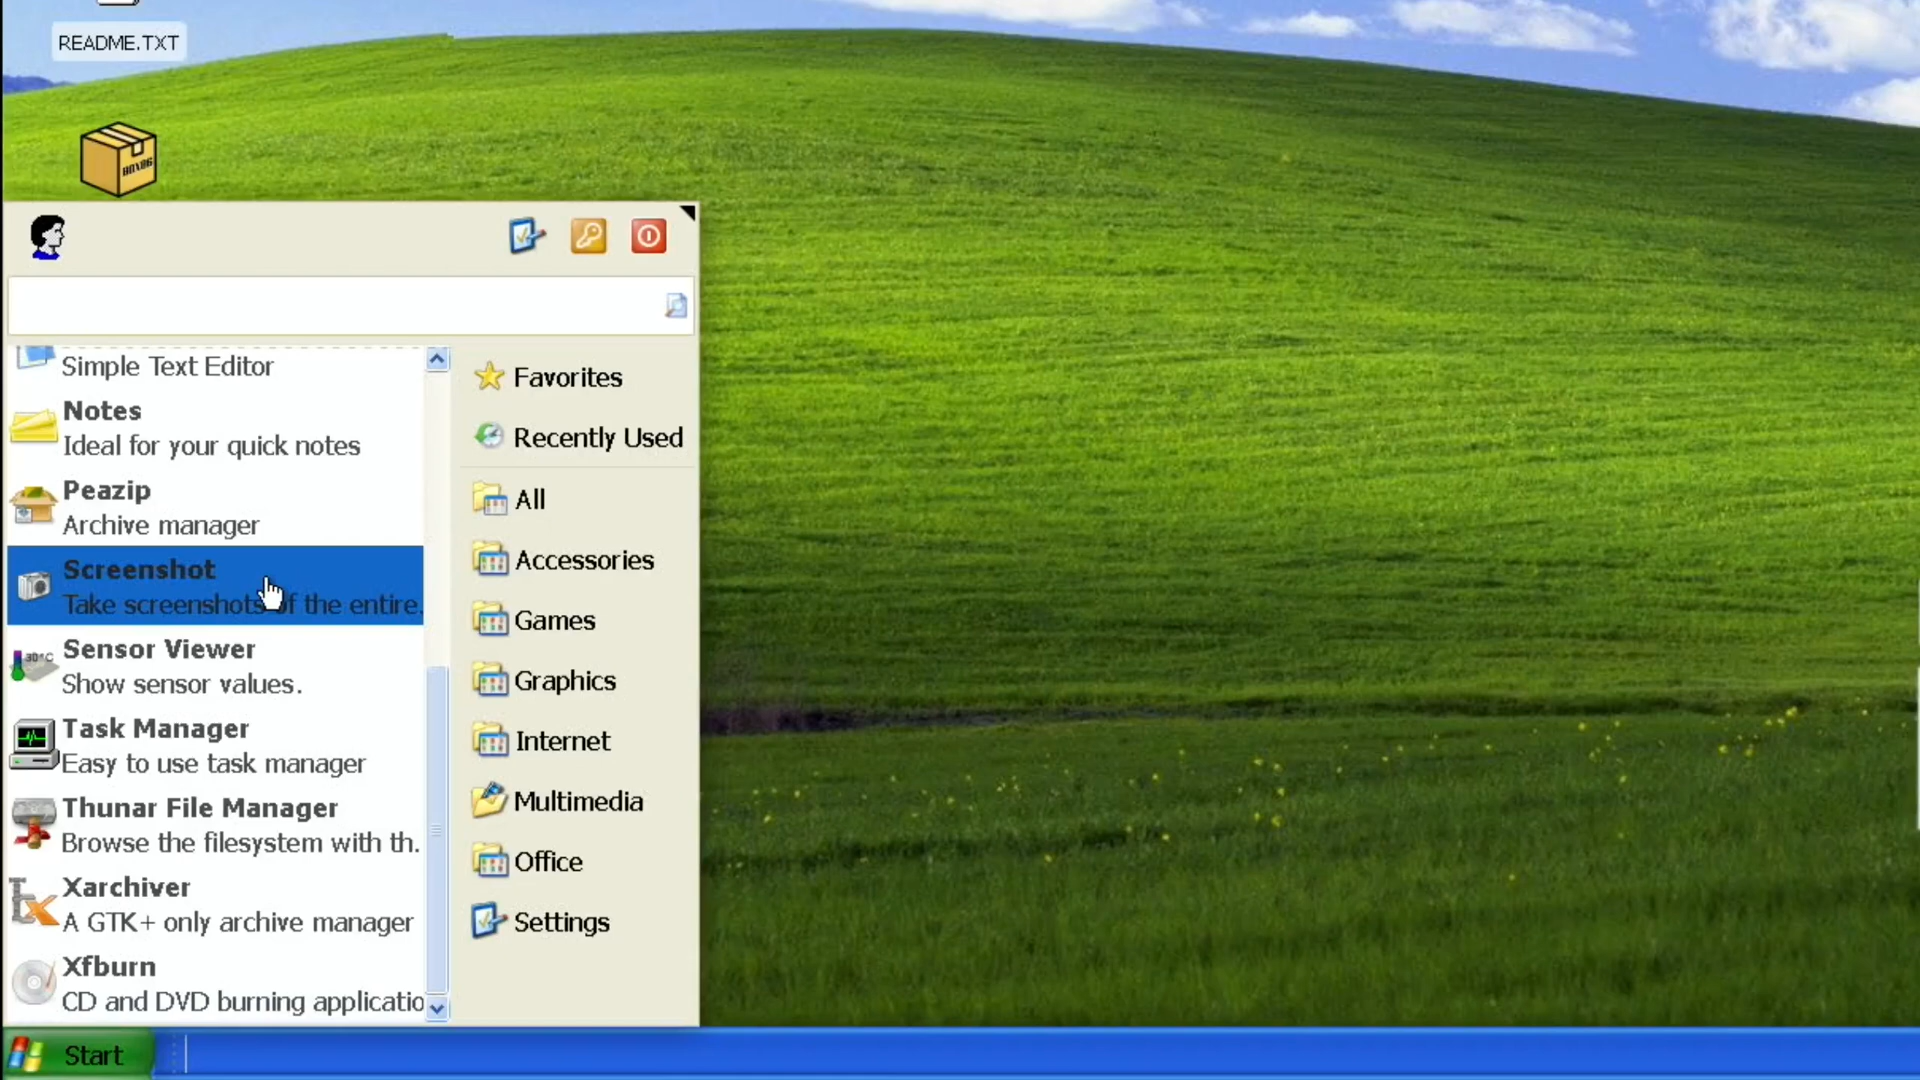 README.TXT
BOX86
Simple Text Editor
Notes
Ideal for your quick notes
Peazip
Archive manager
Screenshot
Take screenshots of the entire.
Sensor Viewer
30°C
Show sensor values.
Task Manager
Easy to use task manager
Thunar File Manager
Browse the filesystem with th.
Xarchiver
A GTK+ only archive manager
Xfburn
CD and DVD burning applicatio
Favorites
Recently Used
All
Accessories
Games
Graphics
Internet
Multimedia
Office
Settings
Start